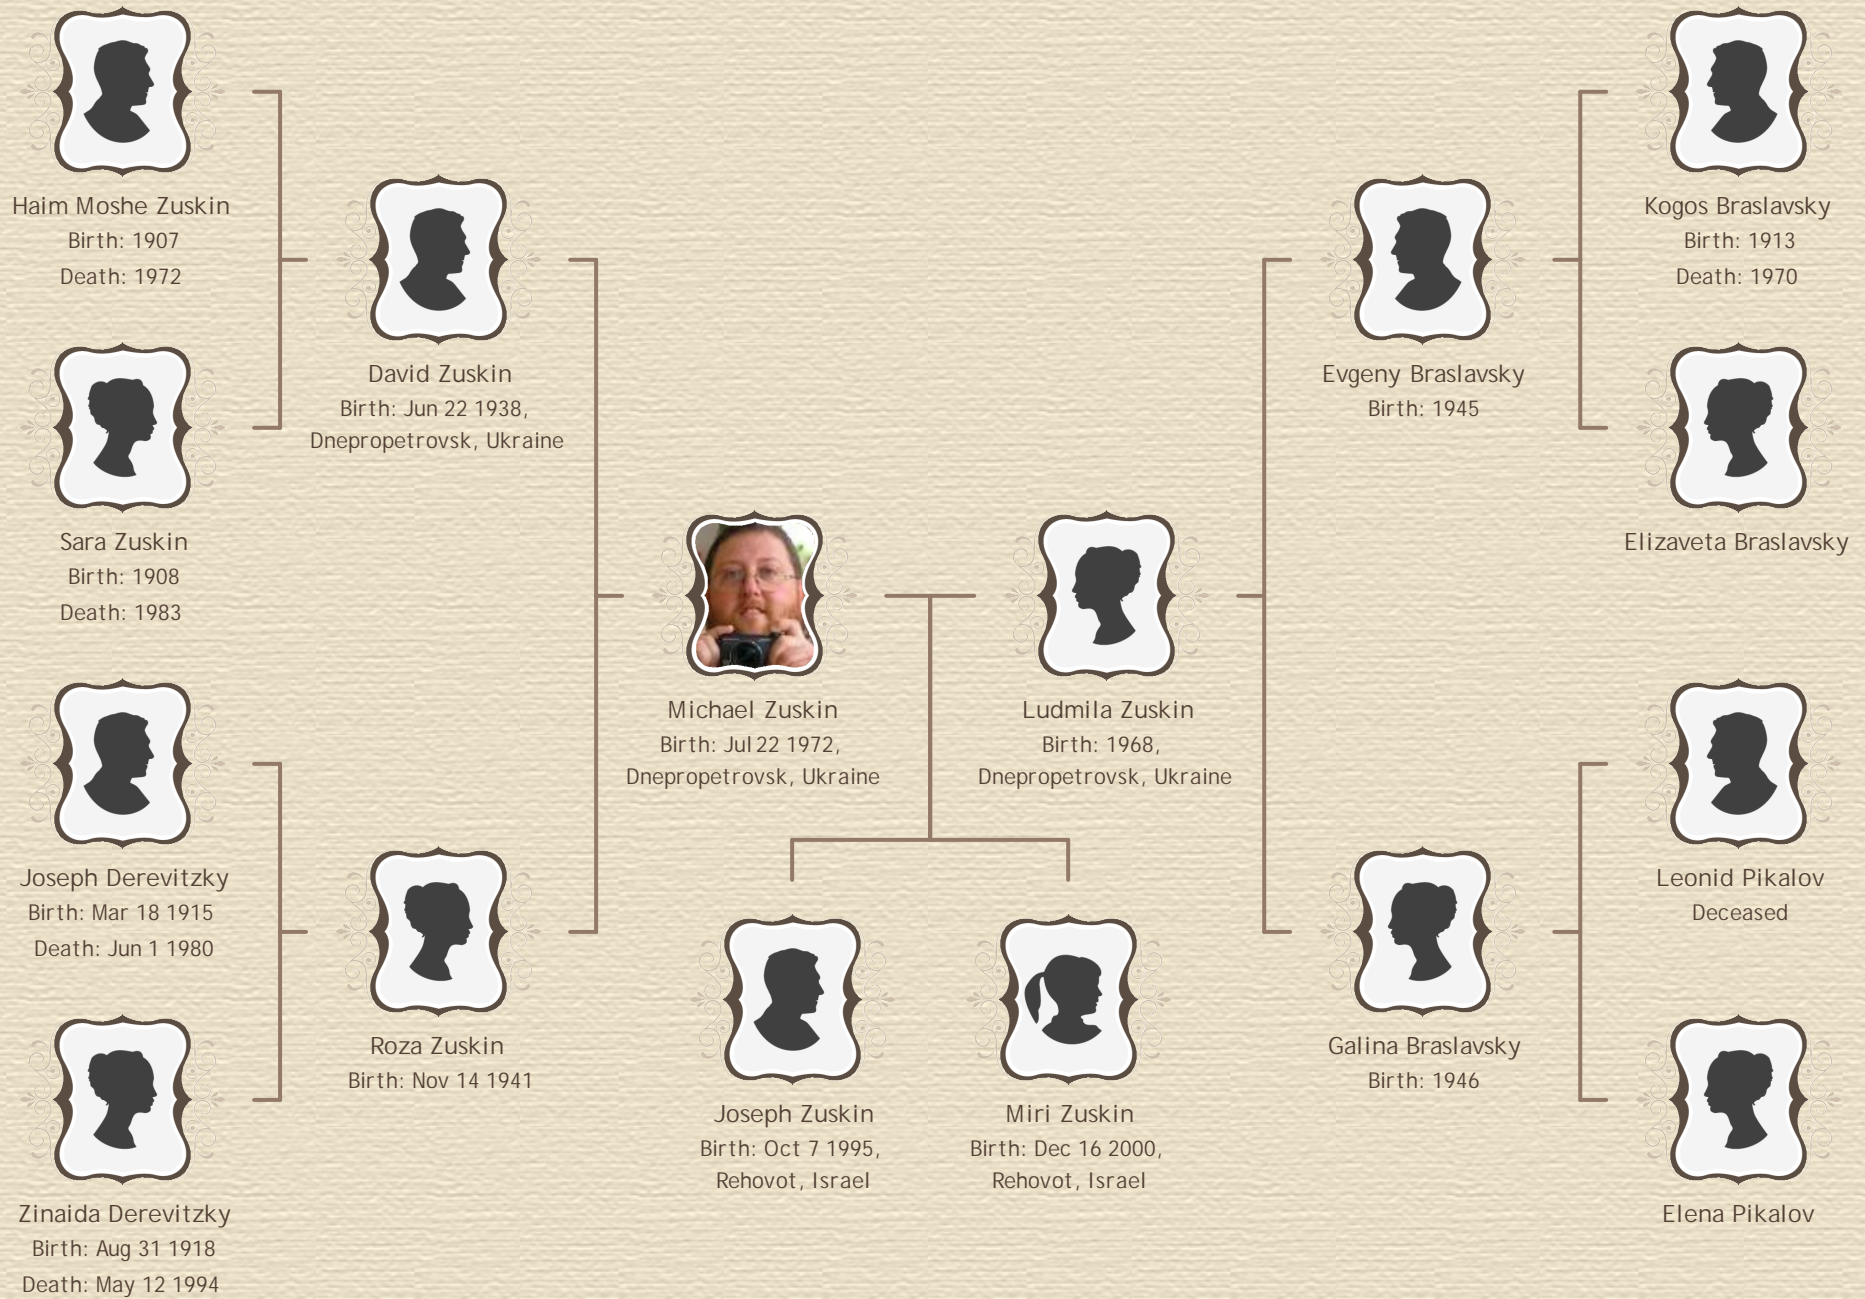 Haim Moshe Zuskin
Birth: 1907
Death: 1972
Sara Zuskin
Birth: 1908
Death: 1983
Joseph Derevitzky
Birth: Mar 18 1915
Death: Jun 1 1980
Zinaida Derevitzky
Birth: Aug 31 1918
Death: May 12 1994
David Zuskin
Birth: Jun 22 1938,
Dnepropetrovsk, Ukraine
Roza Zuskin
Birth: Nov 14 1941
Michael Zuskin
Birth: Jul 22 1972,
Dnepropetrovsk, Ukraine
Ludmila Zuskin
Birth: 1968,
Dnepropetrovsk, Ukraine
Joseph Zuskin
Birth: Oct 7 1995,
Rehovot, Israel
Miri Zuskin
Birth: Dec 16 2000,
Rehovot, Israel
Evgeny Braslavsky
Birth: 1945
Galina Braslavsky
Birth: 1946
Kogos Braslavsky
Birth: 1913
Death: 1970
Elizaveta Braslavsky
Leonid Pikalov
Deceased
Elena Pikalov